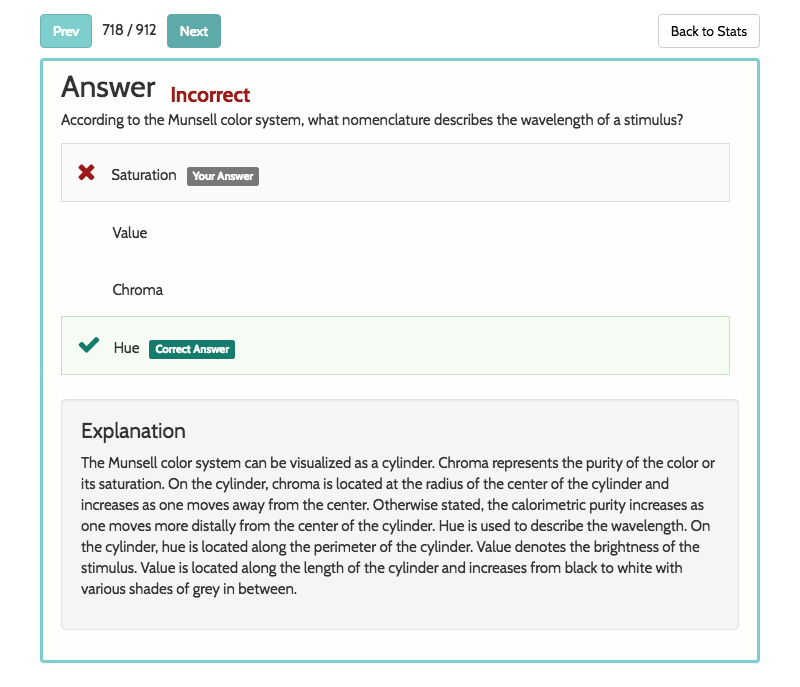 Prev 718 / 912 Next Back to Stats
Answer Incorrect
According to the Munsell color system, what nomenclature describes the wavelength of a stimulus?
Saturation Your Answer
Value
Chroma
Hue Correct Answer
Explanation
The Munsell color system can be visualized as a cylinder. Chroma represents the purity of the color or
its saturation. On the cylinder, chroma is located at the radius of the center of the cylinder and
increases as one moves away from the center. Otherwise stated, the calorimetric purity increases as
one moves more distally from the center of the cylinder. Hue is used to describe the wavelength. On
the cylinder, hue is located along the perimeter of the cylinder. Value denotes the brightness of the
stimulus. Value is located along the length of the cylinder and increases from black to white with
various shades of grey in between.